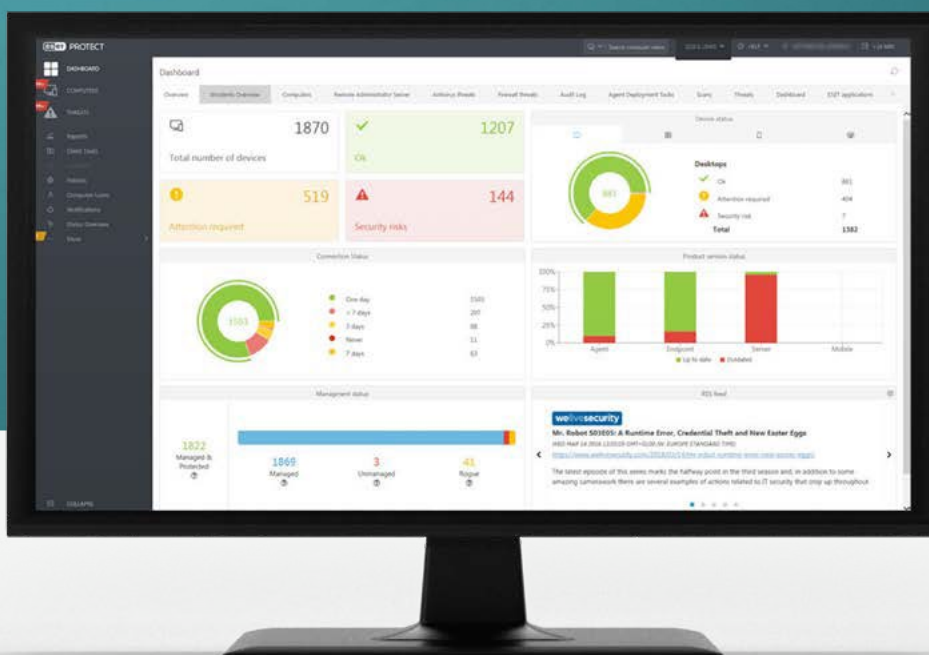 eset PROTECT
Search computer name
HELP
DASHBOARD
COMPUTERS
THREATS
Reports
Client Tasks
Policies
Computer Users
Notifications
Status Overview
More
COLLAPSE
Dashboard
Overview
Incidents Overview
Computers
Remote Administrator Server
Antivirus threats
Firewall threats
Audit Log
Agent Deployment Tasks
Scans
Threats
Dashboard
ESET applications
1870
Total number of devices
1207
Ok
519
Attention required
144
Security risks
Device status
Desktops
Ok
Attention required 404
Security risk 7
Total 1382
Connection Status
One day
< 7 days
3 days
Never 11
7 days 63
Product version status
100%
75%
50%
25%
0%
Agent
Endpoint
Server
Mobile
Up to date
Outdated
Managment status
1822
Managed &
Protected
1869
Managed
3
Unmanaged
41
Rogue
RSS feed
welivesecurity
Mr. Robot S03E05: A Runtime Error, Credential Theft and New Easter Eggs
The latest episode of this series marks the halfway point in the third season and, in addition to some
amazing camerawork there are several examples of actions related to IT security that crop up throughout